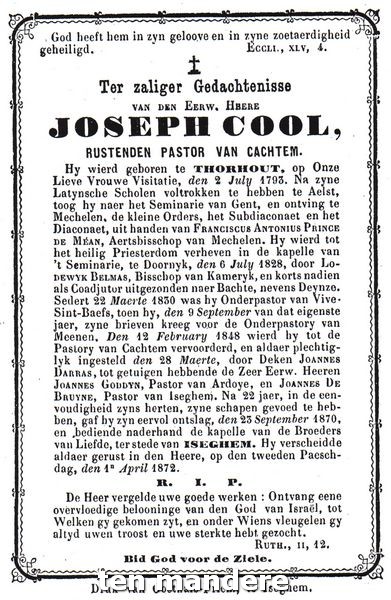 God heeft hem in zyn geloove en in zyne zoetaerdigheid
geheiligd. Eccli., xlv, 4.
Ter zaliger Gedachtenisse
VAN DEN EERW. HEERE
JOSEPH COOL,
RUSTENDEN PASTOR VAN CACHTEM.
Hy wierd geboren te THORHOUT, op Onze
Lieve Vrouwe Visitatie, den 2 July 1793. Na zyne
Latynsche Scholen voltrokken te hebben te Aelst,
toog hy naer het Seminarie van Gent, en ontving te
Mechelen, de kleine Orders, het Subdiaconaet en het
Diaconaet, uit handen van Franciscus Antonius Prince
de Méan, Aertsbisschop van Mechelen. Hy wierd tot
het heilig Priesterdom verheven in de kapelle van
't Seminarie, te Doornyk, den 6 July 1828, door Lo-
dewyk Belmas, Bisschop van Kameryk, en korts nadien
als Coadjutor uitgezonden naer Bachte, nevens Deynze.
Sedert 22 Maerte 1830 was hy Onderpastor van Vive-
Sint-Baefs, toen hy, den 9 September van dat eigenste
jaer, zyne brieven kreeg voor de Onderpastory van
Meenen. Den 12 February 1848 wierd hy tot de
Pastory van Cachtem vervoorderd, en aldaer plechtig-
lyk ingesteld den 28 Maerte, door Deken Joannes
Darras, tot getuigen hebbende de Zeer Eerw. Heeren
Joannes Goddyn, Pastor van Ardoye, en Joannes De
Bruyne, Pastor van Iseghem. Na 22 jaer, in de een-
voudigheid zyns herten, zyne schapen gevoed te heb-
ben, gaf hy zyn eervol ontslag, den 23 September 1870,
en bediende naderhand de kapelle van de Broeders
van Liefde, ter stede van ISEGHEM. Hy verscheidde
aldaer gerust in den Heere, op den tweeden Paesch-
dag, den 1n April 1872.
R. I. P.
De Heer vergelde uwe goede werken : Ontvang eene
overvloedige belooninge van den God van Israël, tot
Welken gy gekomen zyt, en onder Wiens vleugelen gy
altyd uwen troost en uwe sterkte hebt gezocht.
Ruth., ii, 12.
Bid God voor de Ziele.
ten mandere